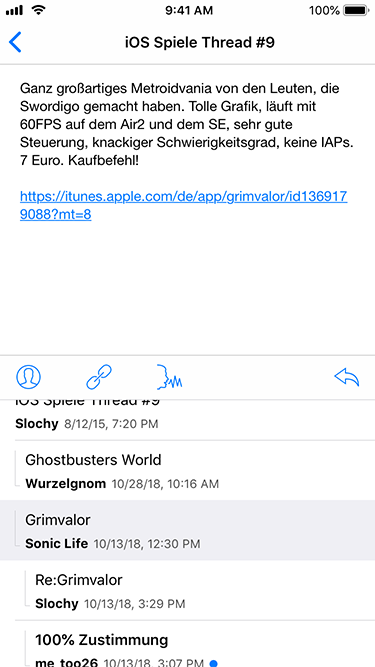 9:41 AM
100%
iOS Spiele Thread #9
Ganz großartiges Metroidvania von den Leuten, die
Swordigo gemacht haben. Tolle Grafik, läuft mit
60FPS auf dem Air2 und dem SE, sehr gute
Steuerung, knackiger Schwierigkeitsgrad, keine IAPs.
7 Euro. Kaufbefehl!
https://itunes.apple.com/de/app/grimvalor/id136917
9088?mt=8
iOS Spiele Thread #9
Slochy 8/12/15, 7:20 PM
Ghostbusters World
Wurzelgnom 10/28/18, 10:16 AM
Grimvalor
Sonic Life 10/13/18, 12:30 PM
Re:Grimvalor
Slochy 10/13/18, 3:29 PM
100% Zustimmung
me_too26 10/13/18, 3:07 PM